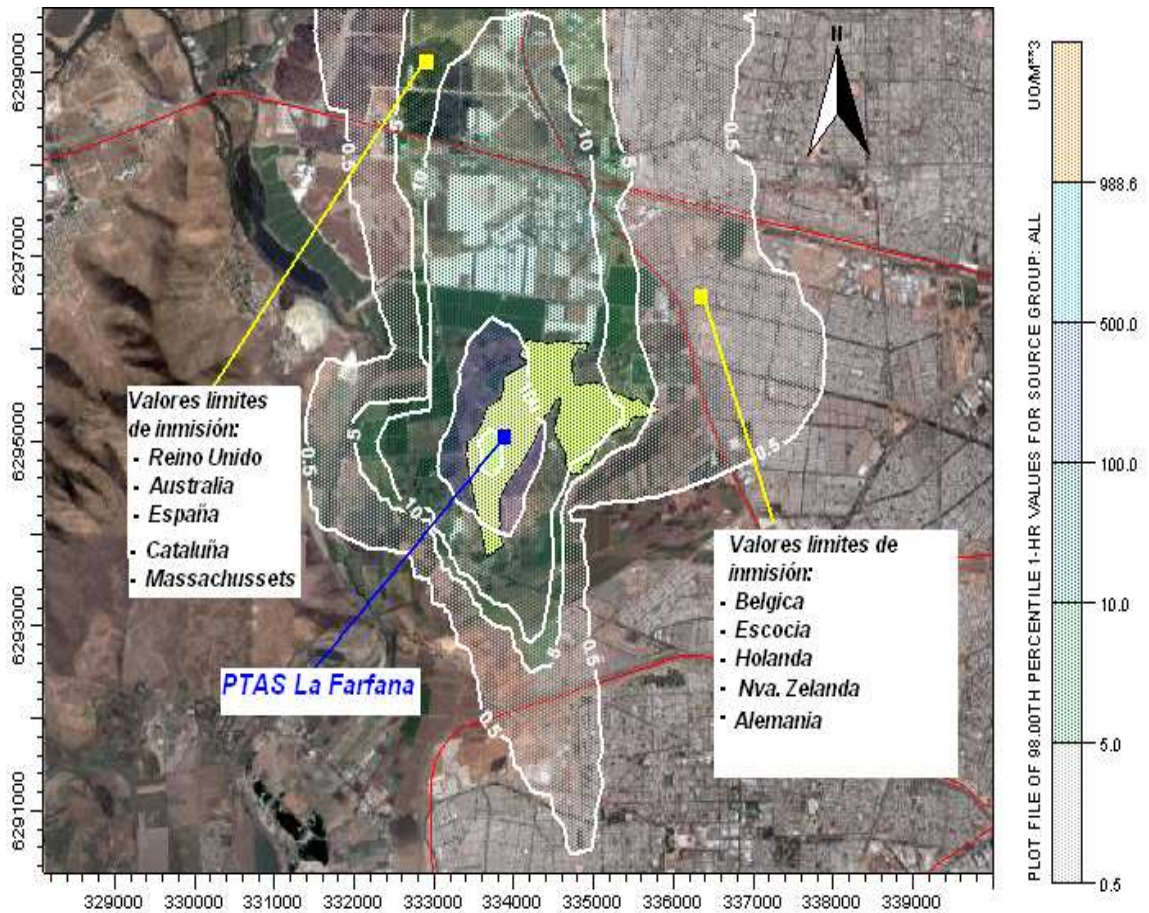 N
6299000
6297000
6295000
6293000
6291000
329000
330000
331000
332000
333000
334000
335000
336000
337000
338000
339000
0.5
5
10
10
5
0.5
0.5
5
10
0.5
5
0.5
0.5
Valores limites
de inmisión:
- Reino Unido
- Australia
- España
- Cataluña
- Massachussets
PTAS La Farfana
Valores limites de
inmisión:
- Belgica
- Escocia
- Holanda
- Nva. Zelanda
- Alemania
PLOT FILE OF 98.00TH PERCENTILE 1-HR VALUES FOR SOURCE GROUP: ALL
UO/M**3
988.6
500.0
100.0
10.0
5.0
0.5